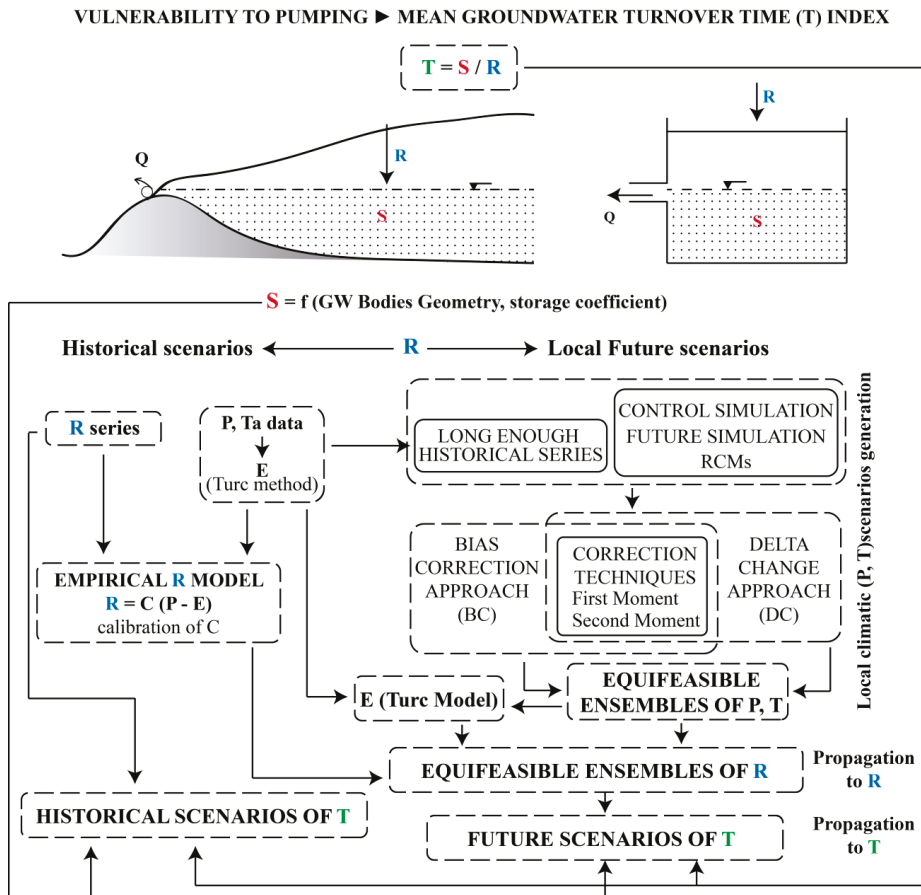 VULNERABILITY TO PUMPING ► MEAN GROUNDWATER TURNOVER TIME (T) INDEX
T = S / R
R
Q
R
S
Q
S
S = f (GW Bodies Geometry, storage coefficient)
Historical scenarios
R
Local Future scenarios
R series
P, Ta data
E
(Turc method)
LONG ENOUGH
HISTORICAL SERIES
CONTROL SIMULATION
FUTURE SIMULATION
RCMs
Local climatic (P, T)scenarios generation
EMPIRICAL R MODEL
R = C (P - E)
calibration of C
BIAS
CORRECTION
APPROACH
(BC)
CORRECTION
TECHNIQUES
First Moment
Second Moment
DELTA
CHANGE
APPROACH
(DC)
E (Turc Model)
EQUIFEASIBLE
ENSEMBLES OF P, T
EQUIFEASIBLE ENSEMBLES OF R
Propagation
to R
HISTORICAL SCENARIOS OF T
FUTURE SCENARIOS OF T
Propagation
to T